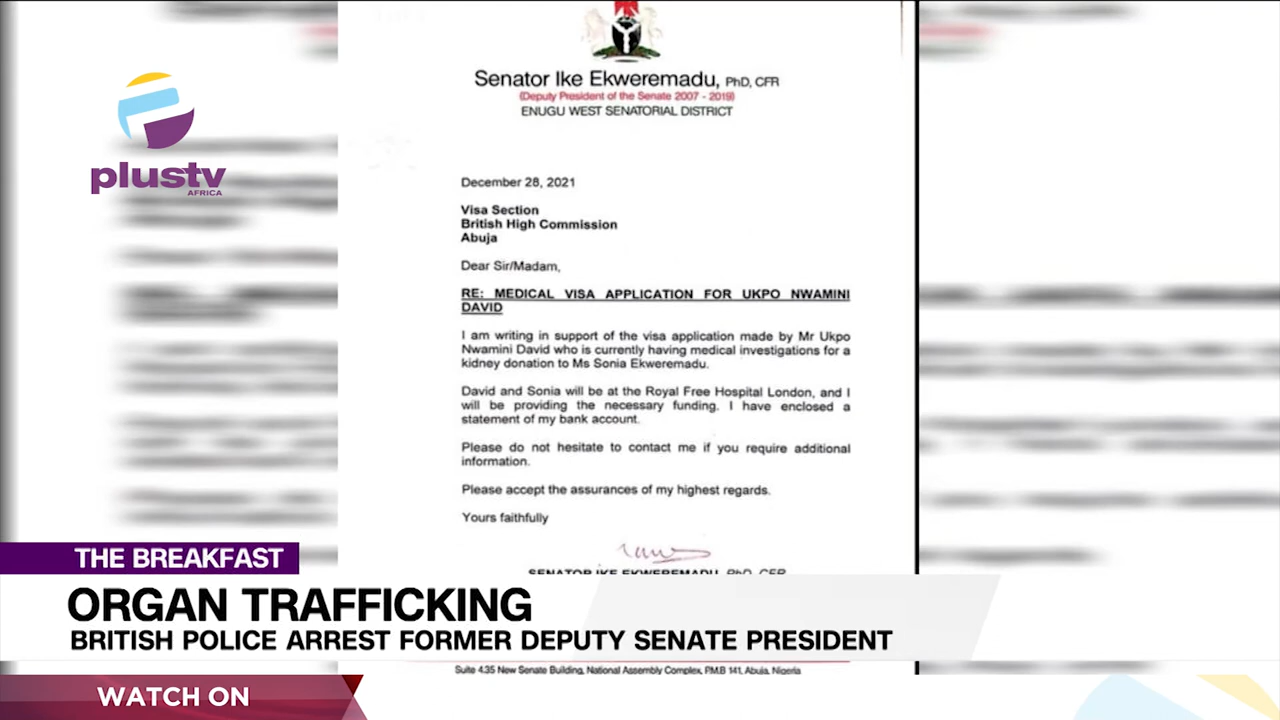 Senator Ike Ekweremadu, PhD, CFR
(Deputy President of the Senate 2007 - 2019)
ENUGU WEST SENATORIAL DISTRICT
plustv
AFRICA
December 28, 2021
Visa Section
British High Commission
Abuja
Dear Sir/Madam,
RE: MEDICAL VISA APPLICATION FOR UKPO NWAMINI
DAVID
I am writing in support of the visa application made by Mr Ukpo
Nwamini David who is currently having medical investigations for a
kidney donation to Ms Sonia Ekweremadu.
David and Sonia will be at the Royal Free Hospital London, and I
will be providing the necessary funding. I have enclosed a
statement of my bank account.
Please do not hesitate to contact me if you require additional
information.
Please accept the assurances of my highest regards.
Yours faithfully
SENATOR IKE EKWEREMADU, PhD, CFR
THE BREAKFAST
ORGAN TRAFFICKING
BRITISH POLICE ARREST FORMER DEPUTY SENATE PRESIDENT
Suite 4.35 New Senate Building, National Assembly Complex, P.M.B 141, Abuja, Nigeria
WATCH ON